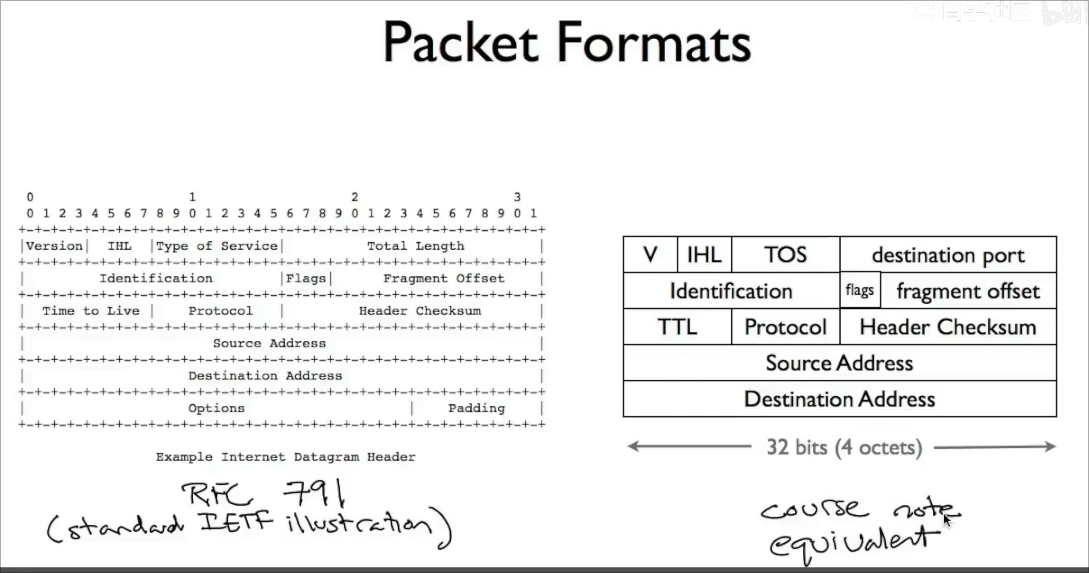 Packet Formats
0                   1                   2                   3
0 1 2 3 4 5 6 7 8 9 0 1 2 3 4 5 6 7 8 9 0 1 2 3 4 5 6 7 8 9 0 1
+-+-+-+-+-+-+-+-+-+-+-+-+-+-+-+-+-+-+-+-+-+-+-+-+-+-+-+-+-+-+-+-+
|Version| IHL |Type of Service| Total Length |
+-+-+-+-+-+-+-+-+-+-+-+-+-+-+-+-+-+-+-+-+-+-+-+-+-+-+-+-+-+-+-+-+
| Identification |Flags| Fragment Offset |
+-+-+-+-+-+-+-+-+-+-+-+-+-+-+-+-+-+-+-+-+-+-+-+-+-+-+-+-+-+-+-+-+
| Time to Live | Protocol | Header Checksum |
+-+-+-+-+-+-+-+-+-+-+-+-+-+-+-+-+-+-+-+-+-+-+-+-+-+-+-+-+-+-+-+-+
| Source Address |
+-+-+-+-+-+-+-+-+-+-+-+-+-+-+-+-+-+-+-+-+-+-+-+-+-+-+-+-+-+-+-+-+
| Destination Address |
+-+-+-+-+-+-+-+-+-+-+-+-+-+-+-+-+-+-+-+-+-+-+-+-+-+-+-+-+-+-+-+-+
| Options | Padding |
+-+-+-+-+-+-+-+-+-+-+-+-+-+-+-+-+-+-+-+-+-+-+-+-+-+-+-+-+-+-+-+-+
Example Internet Datagram Header
RFC 791
(standard IETF illustration)
V IHL TOS destination port
Identification flags fragment offset
TTL Protocol Header Checksum
Source Address
Destination Address
32 bits (4 octets)
course note
equivalent